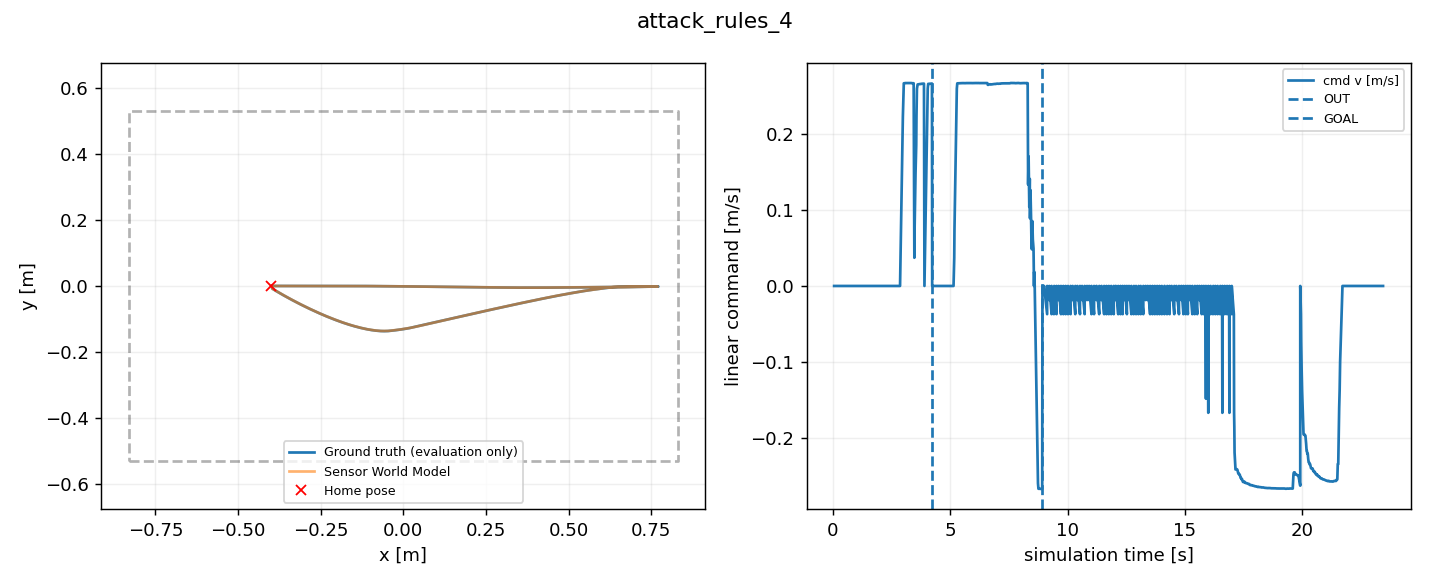 attack_rules_4
0.6
0.4
0.2
0.0
−0.2
−0.4
−0.6
y [m]
Ground truth (evaluation only)
Sensor World Model
Home pose
−0.75
−0.50
−0.25
0.00
0.25
0.50
0.75
x [m]
0.2
0.1
0.0
−0.1
−0.2
linear command [m/s]
cmd v [m/s]
OUT
GOAL
0
5
10
15
20
simulation time [s]